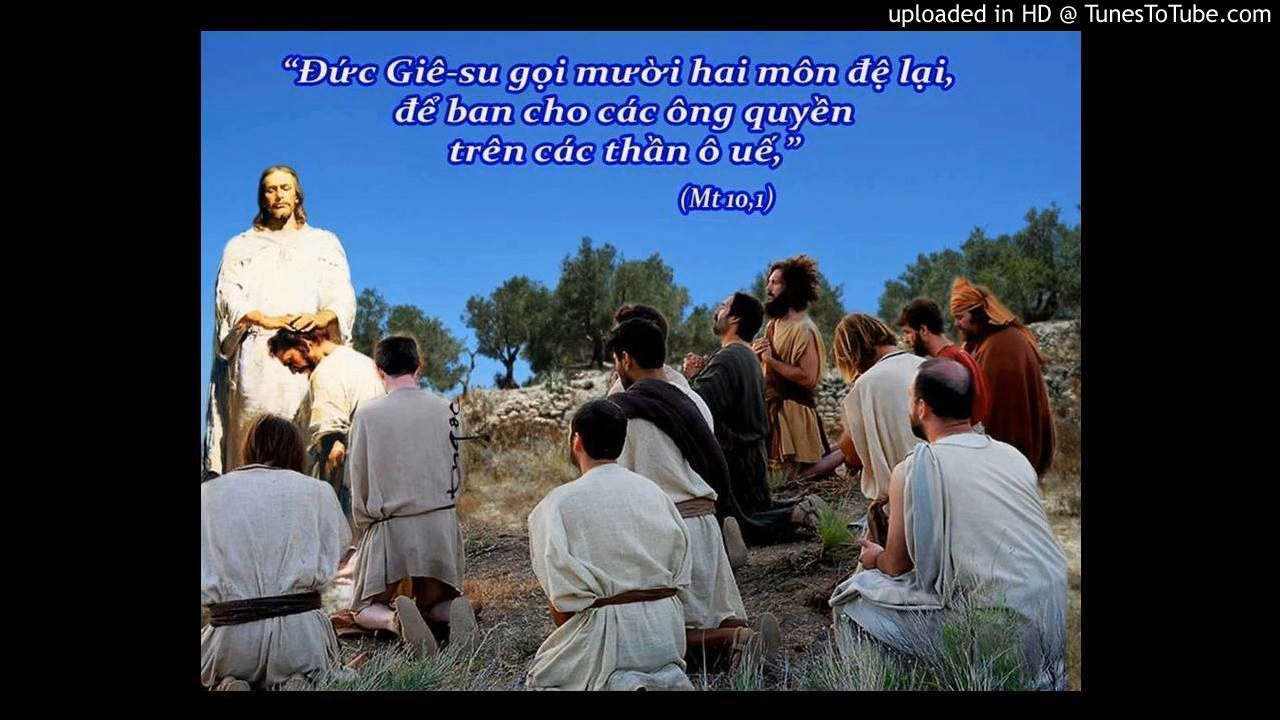 uploaded in HD @ TunesToTube.com
“Đức Giê-su gọi mười hai môn đệ lại,
để ban cho các ông quyền
trên các thần ô uế,”
(Mt 10,1)